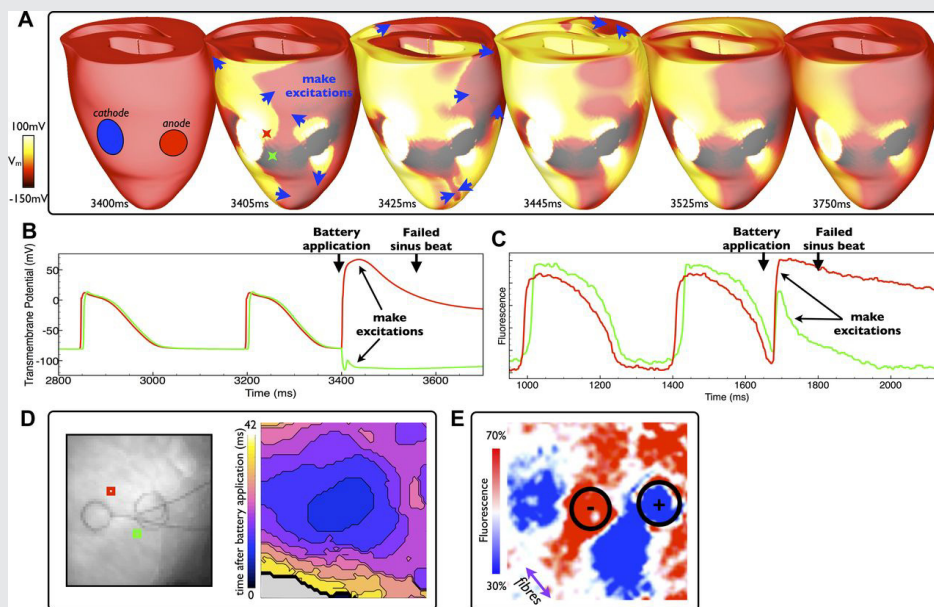 A
make
excitations
cathode
anode
100mV
Vm
-150mV
3400ms
3405ms
3425ms
3445ms
3525ms
3750ms
B
Battery
application
Failed
sinus beat
make
excitations
Transmembrane Potential (mV)
50
0
-50
-100
2800
3000
3200
3400
3600
Time (ms)
C
Battery
application
Failed
sinus beat
make
excitations
Fluorescence
1000
1200
1400
1600
1800
2000
Time (ms)
D
time after battery application (ms)
42
0
E
70%
Fluorescence
30%
-
+
fibres